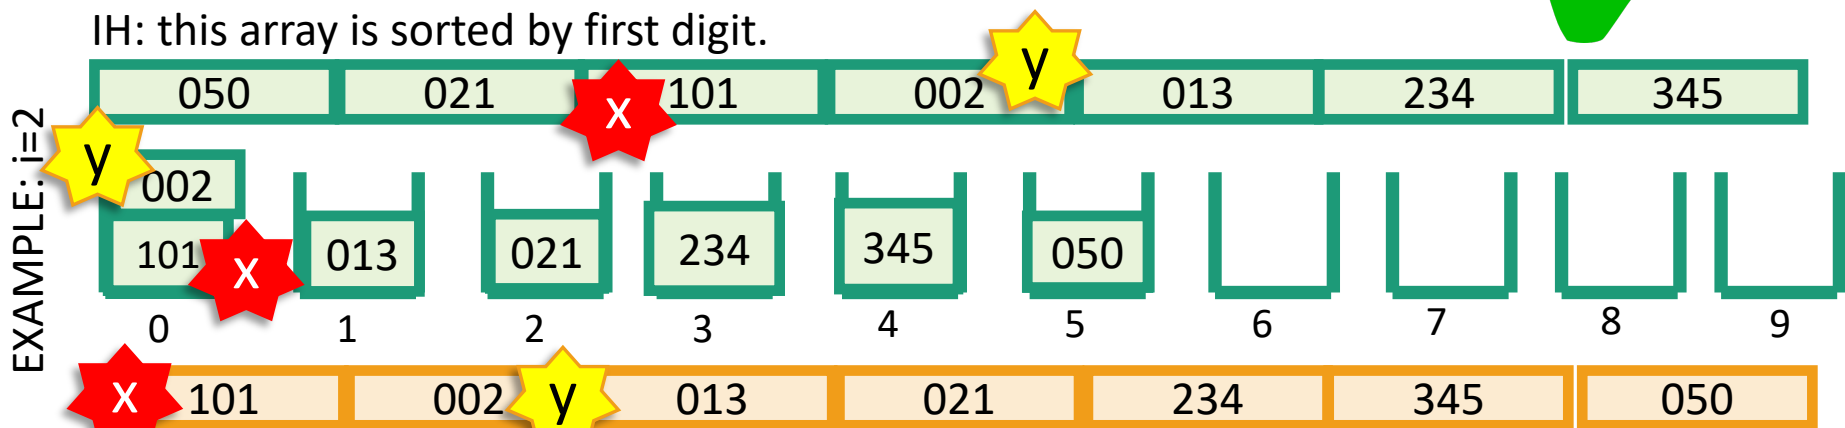 IH: this array is sorted by first digit.
y
050 021 x 101 002 013 234 345
EXAMPLE: i=2
y
002
101 x 013 021 234 345 050
0 1 2 3 4 5 6 7 8 9
x 101 002 y 013 021 234 345 050